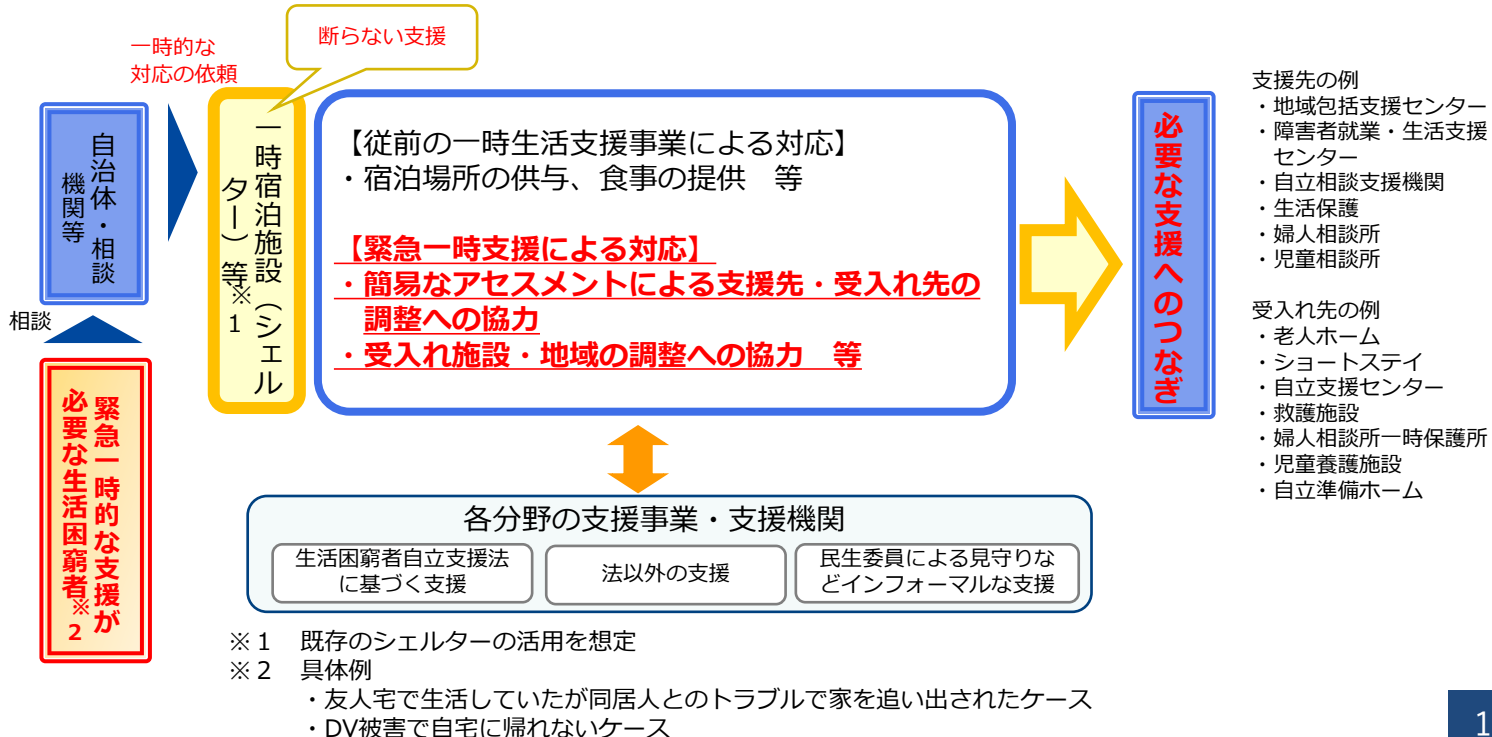 断らない支援
一時的な
対応の依頼
自治体・相談
機関等
相談
緊急一時的な支援が
必要な生活困窮者※2
一時宿泊施設（シェル
ター）等※1
【従前の一時生活支援事業による対応】
・宿泊場所の供与、食事の提供　等
【緊急一時支援による対応】
・簡易なアセスメントによる支援先・受入れ先の
調整への協力
・受入れ施設・地域の調整への協力　等
必要な支援へのつなぎ
支援先の例
・地域包括支援センター
・障害者就業・生活支援
センター
・自立相談支援機関
・生活保護
・婦人相談所
・児童相談所
受入れ先の例
・老人ホーム
・ショートステイ
・自立支援センター
・救護施設
・婦人相談所一時保護所
・児童養護施設
・自立準備ホーム
各分野の支援事業・支援機関
生活困窮者自立支援法
に基づく支援
法以外の支援
民生委員による見守りな
どインフォーマルな支援
※１　既存のシェルターの活用を想定
※２　具体例
・友人宅で生活していたが同居人とのトラブルで家を追い出されたケース
・DV被害で自宅に帰れないケース
1